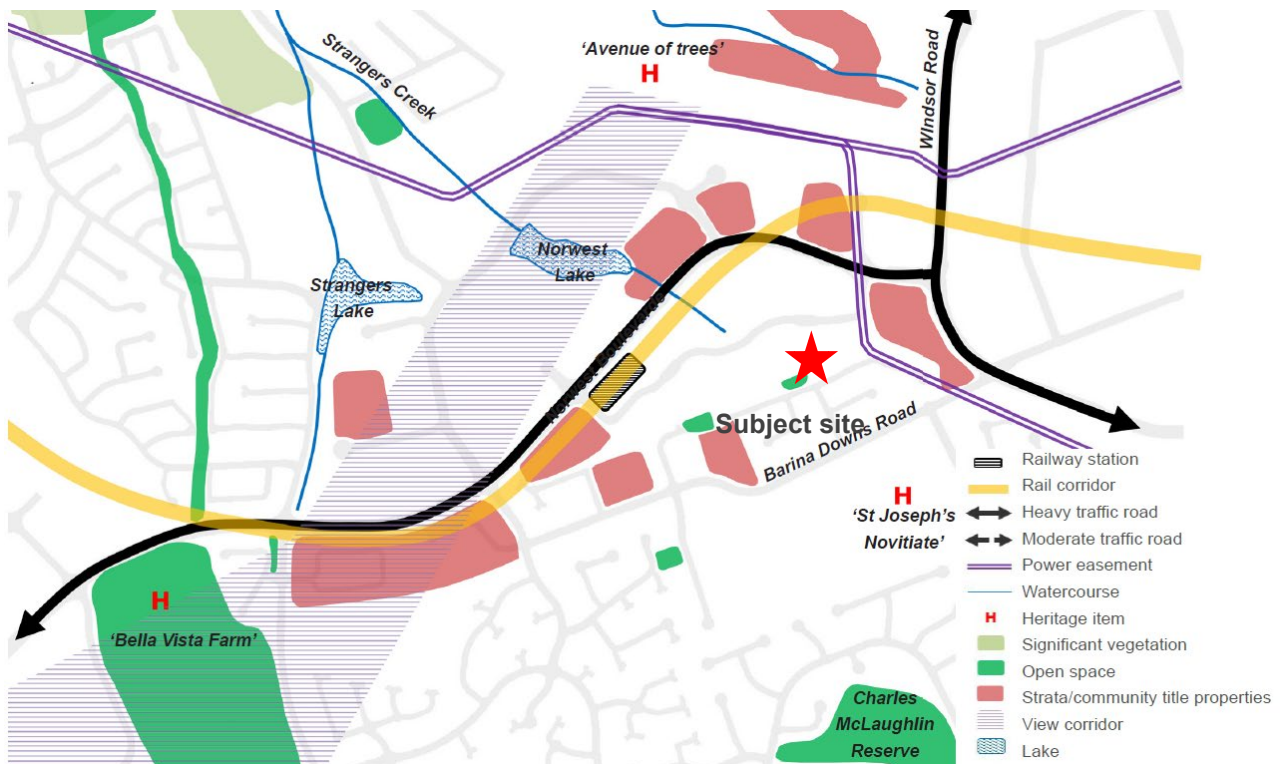 Strangers Creek
'Avenue of trees'
H
Windsor Road
Norwest
Lake
Strangers
Lake
Norwest Boulevarde
Subject site
Barina Downs Road
H
'St Joseph's
Novitiate'
H
'Bella Vista Farm'
Charles
McLaughlin
Reserve
Railway station
Rail corridor
Heavy traffic road
Moderate traffic road
Power easement
Watercourse
H Heritage item
Significant vegetation
Open space
Strata/community title properties
View corridor
Lake